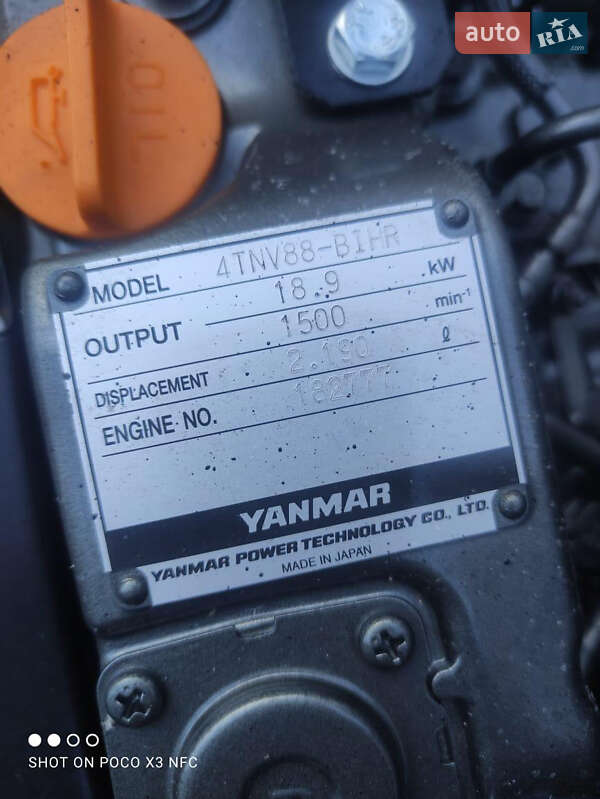 auto RIA
.com
OIL
MODEL 4TNV88-BIHR
OUTPUT 18.9 kW
1500 min⁻¹
DISPLACEMENT 2.190 ℓ
ENGINE NO. 182777
YANMAR
YANMAR POWER TECHNOLOGY CO., LTD.
MADE IN JAPAN
SHOT ON POCO X3 NFC